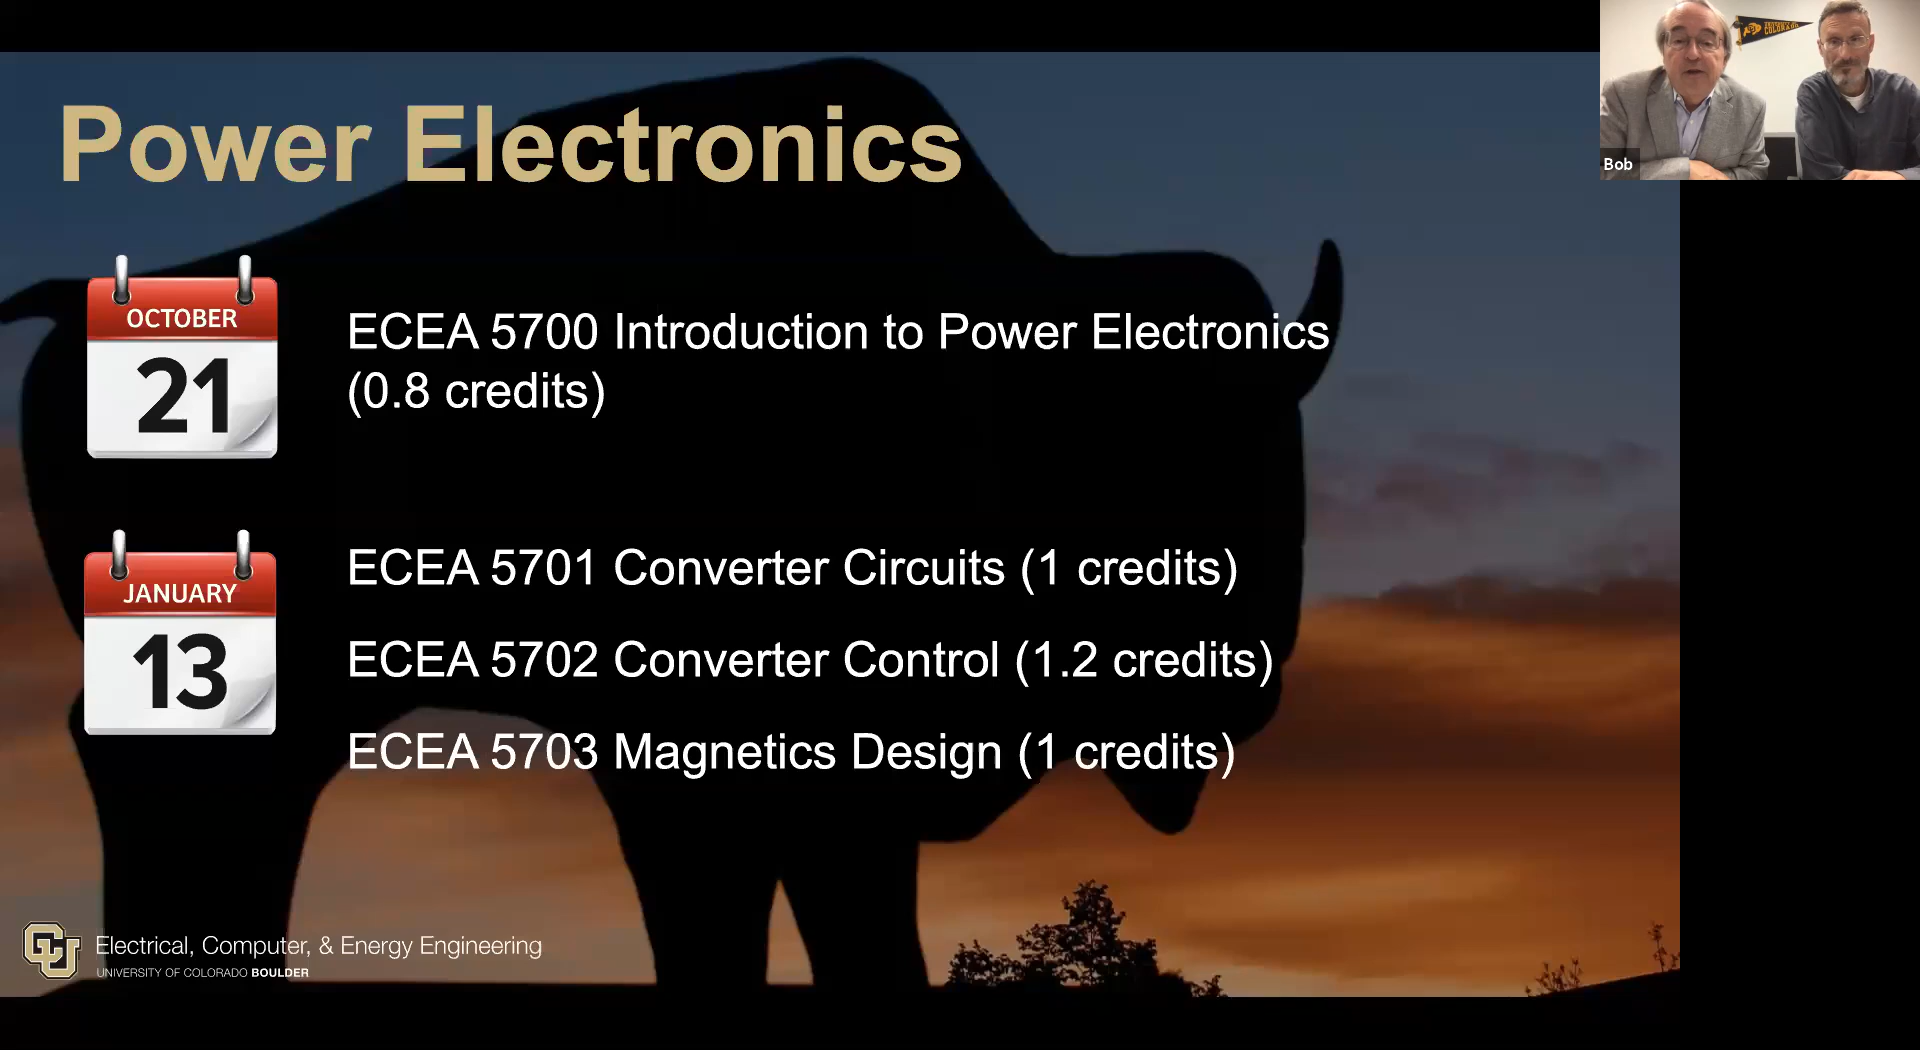 Power Electronics
OCTOBER
21
ECEA 5700 Introduction to Power Electronics
(0.8 credits)
JANUARY
13
ECEA 5701 Converter Circuits (1 credits)
ECEA 5702 Converter Control (1.2 credits)
ECEA 5703 Magnetics Design (1 credits)
CU
Electrical, Computer, & Energy Engineering
UNIVERSITY OF COLORADO BOULDER
COLORADO
Bob